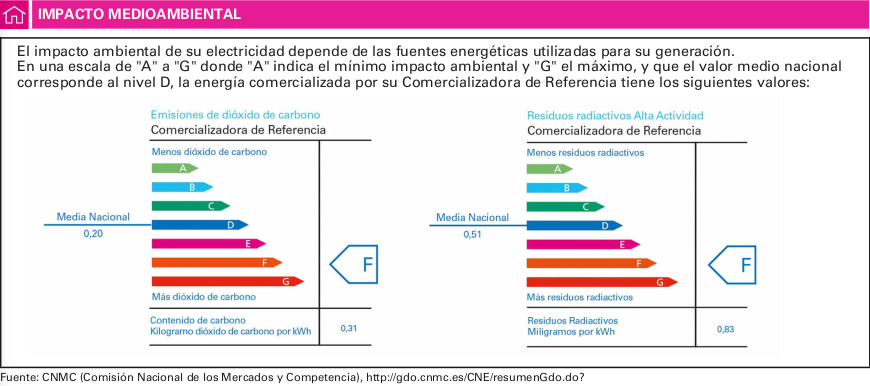 IMPACTO MEDIOAMBIENTAL
El impacto ambiental de su electricidad depende de las fuentes energéticas utilizadas para su generación.
En una escala de "A" a "G" donde "A" indica el mínimo impacto ambiental y "G" el máximo, y que el valor medio nacional
corresponde al nivel D, la energía comercializada por su Comercializadora de Referencia tiene los siguientes valores:
Emisiones de dióxido de carbono
Comercializadora de Referencia
Menos dióxido de carbono
A
B
C
Media Nacional
0,20
D
E
F
G
F
Más dióxido de carbono
Contenido de carbono
Kilogramo dióxido de carbono por kWh
0,31
Residuos radiactivos Alta Actividad
Comercializadora de Referencia
Menos residuos radiactivos
A
B
C
Media Nacional
0,51
D
E
F
G
F
Más residuos radiactivos
Residuos Radiactivos
Miligramos por kWh
0,83
Fuente: CNMC (Comisión Nacional de los Mercados y Competencia), http://gdo.cnmc.es/CNE/resumenGdo.do?